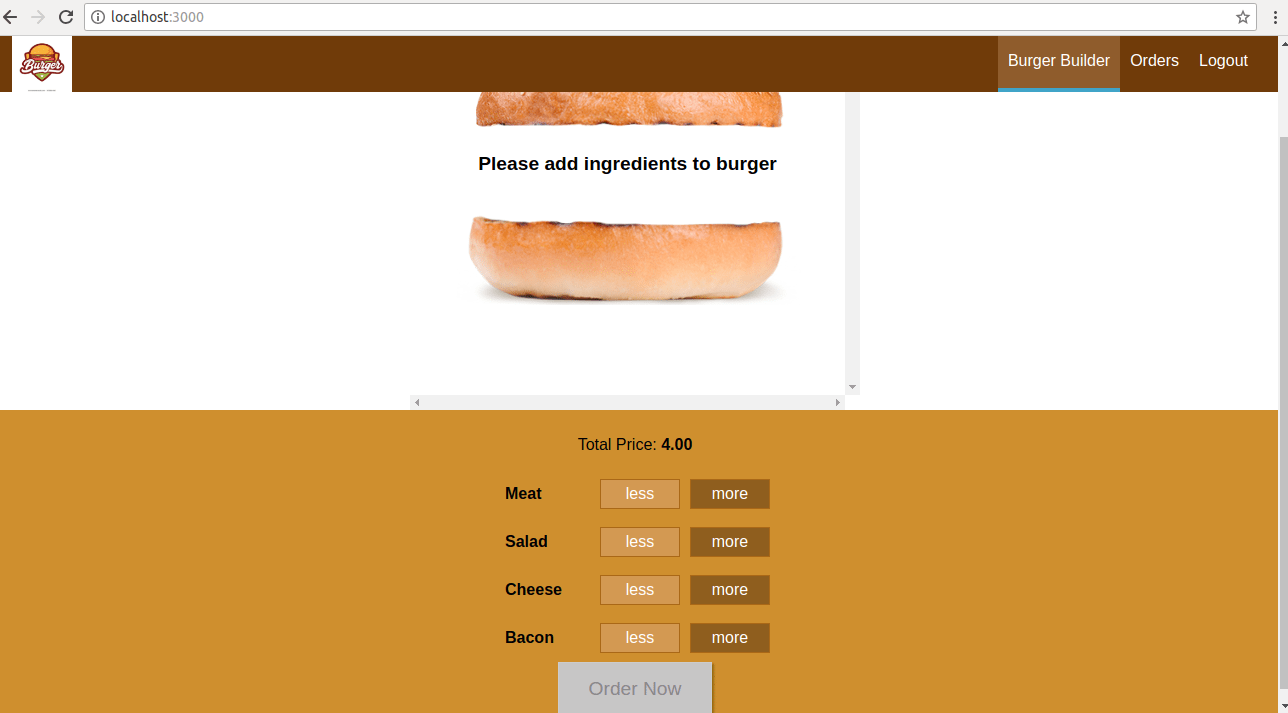 localhost:3000
Burger
Burger Builder Orders Logout
Please add ingredients to burger
Total Price: 4.00
Meat less more
Salad less more
Cheese less more
Bacon less more
Order Now